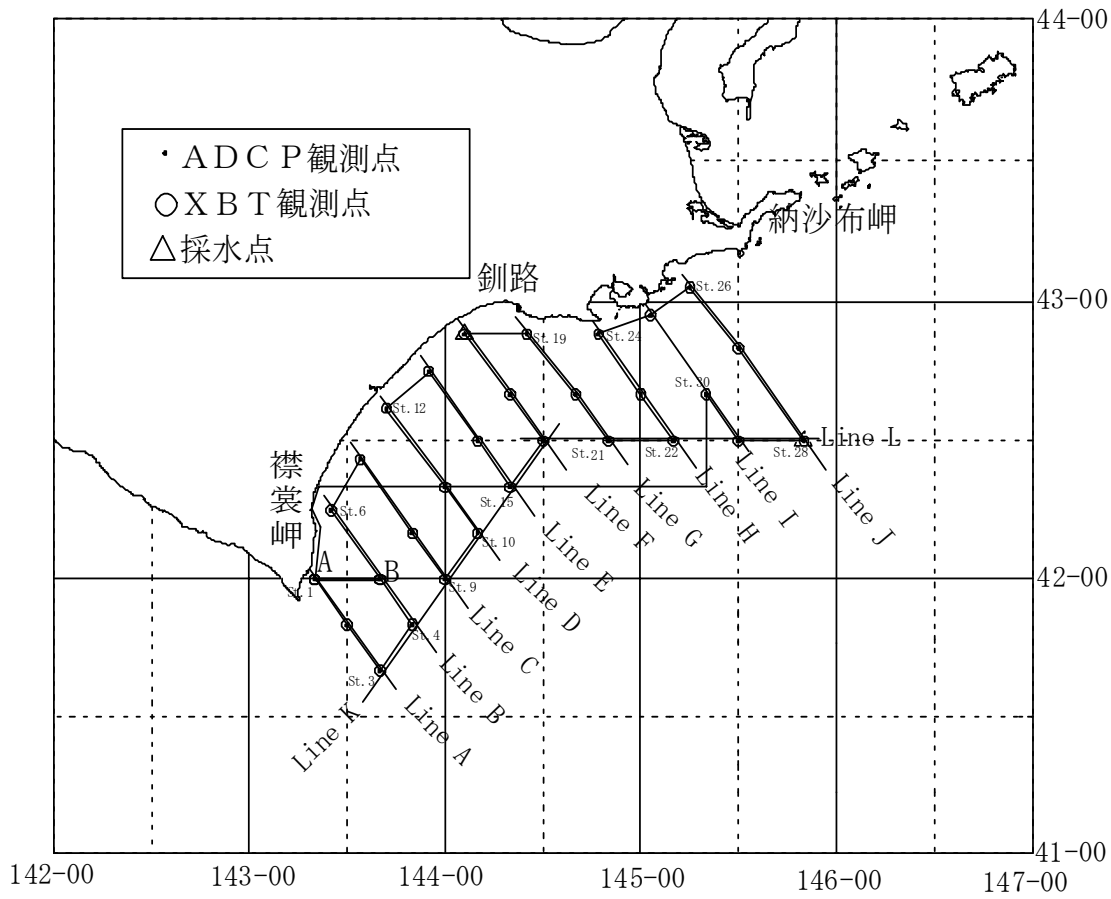 44-00
・ＡＤＣＰ観測点
○ＸＢＴ観測点
△採水点
納沙布岬
釧路
St.26
43-00
St.19
St.24
St.30
St.12
Line L
St.21
St.22
St.28
襟裳岬
St.6
St.15
Line J
Line I
Line H
Line G
Line F
St.10
Line E
A
B
St.1
St.9
42-00
Line D
Line C
St.4
Line B
St.3
Line A
Line K
41-00
142-00
143-00
144-00
145-00
146-00
147-00